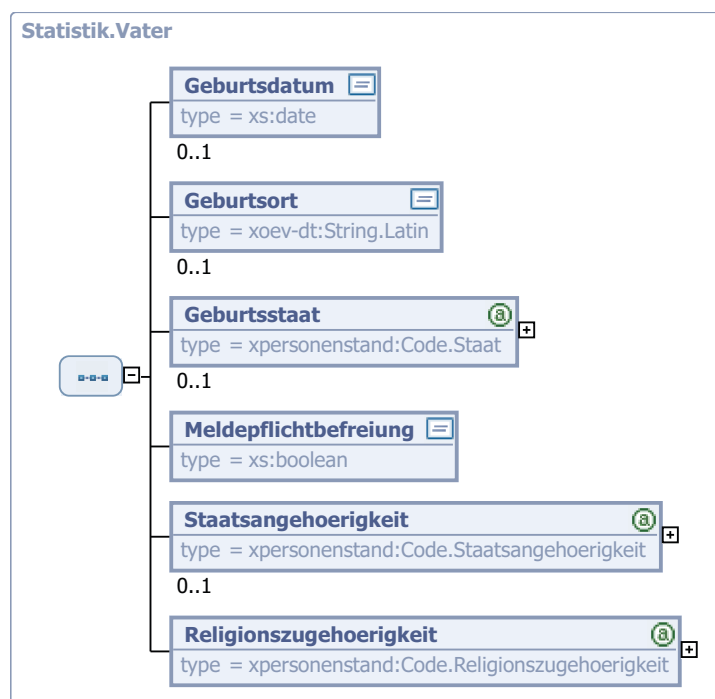 Statistik.Vater
Geburtsdatum
type = xs:date
0..1
Geburtsort
type = xoev-dt:String.Latin
0..1
Geburtsstaat
type = xpersonenstand:Code.Staat
0..1
Meldepflichtbefreiung
type = xs:boolean
Staatsangehoerigkeit
type = xpersonenstand:Code.Staatsangehoerigkeit
0..1
Religionszugehoerigkeit
type = xpersonenstand:Code.Religionszugehoerigkeit